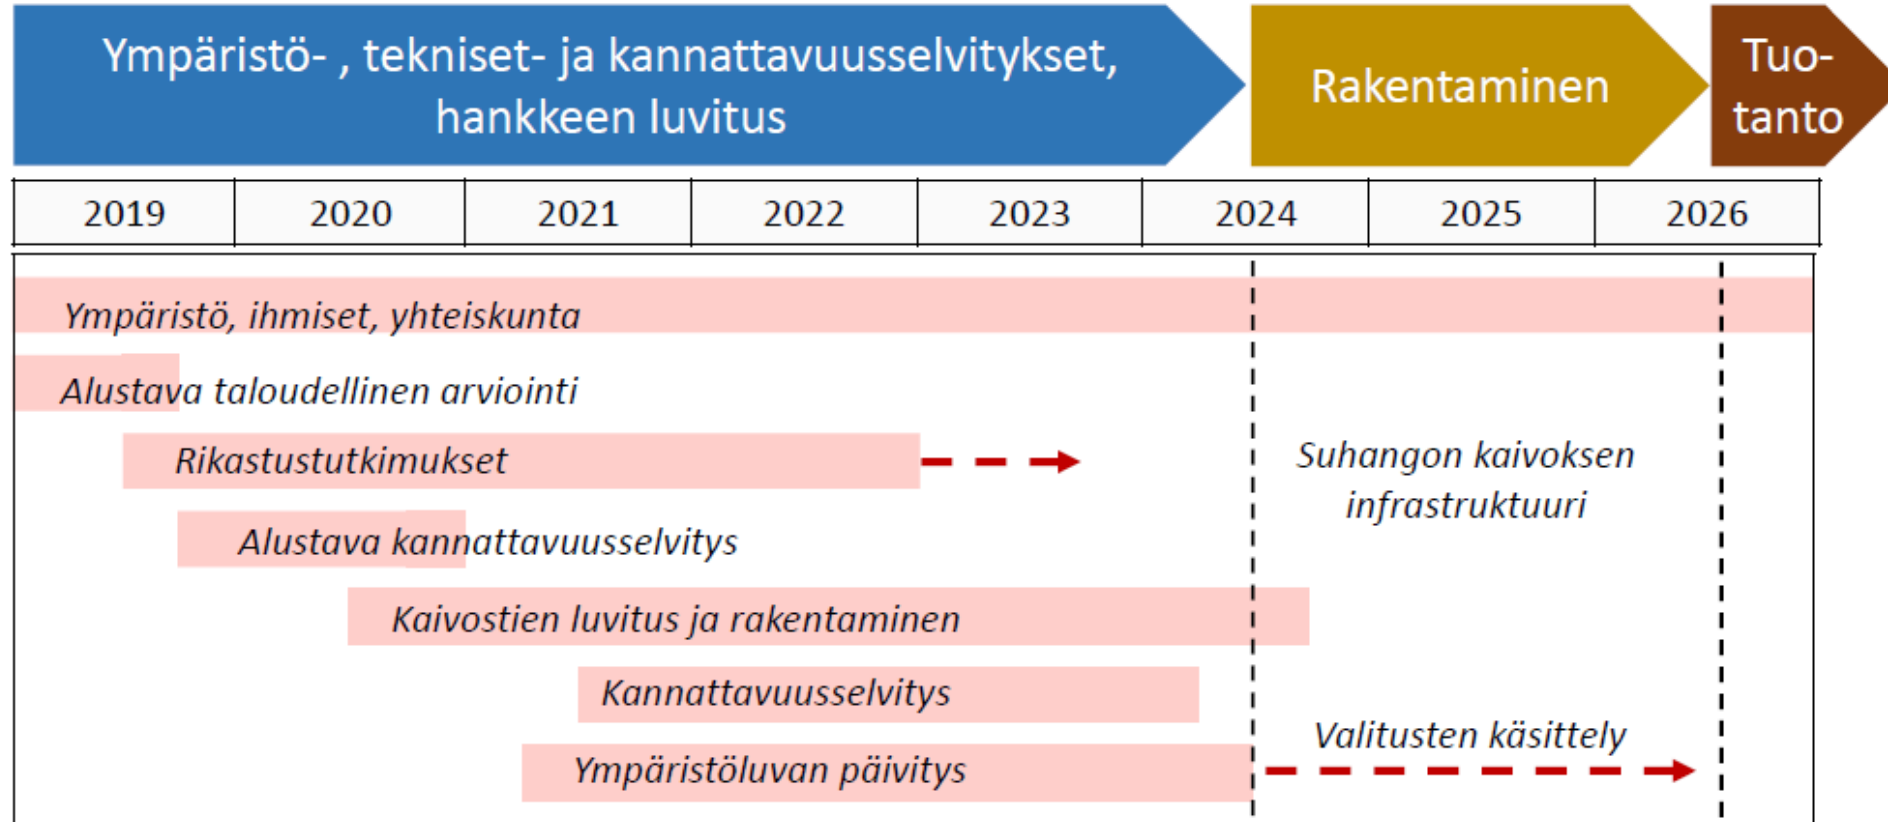 Ympäristö- , tekniset- ja kannattavuusselvitykset,
hankkeen luvitus
Rakentaminen
Tuo-
tanto
2019 2020 2021 2022 2023 2024 2025 2026
Ympäristö, ihmiset, yhteiskunta
Alustava taloudellinen arviointi
Rikastustutkimukset
Suhangon kaivoksen
infrastruktuuri
Alustava kannattavuusselvitys
Kaivostien luvitus ja rakentaminen
Kannattavuusselvitys
Valitusten käsittely
Ympäristöluvan päivitys